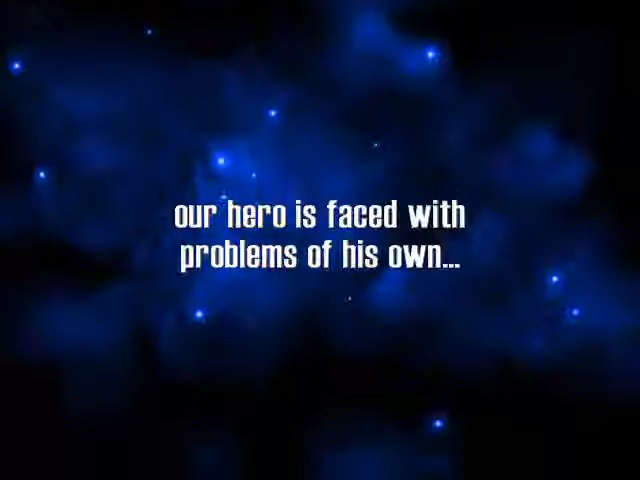 our hero is faced with
problems of his own...